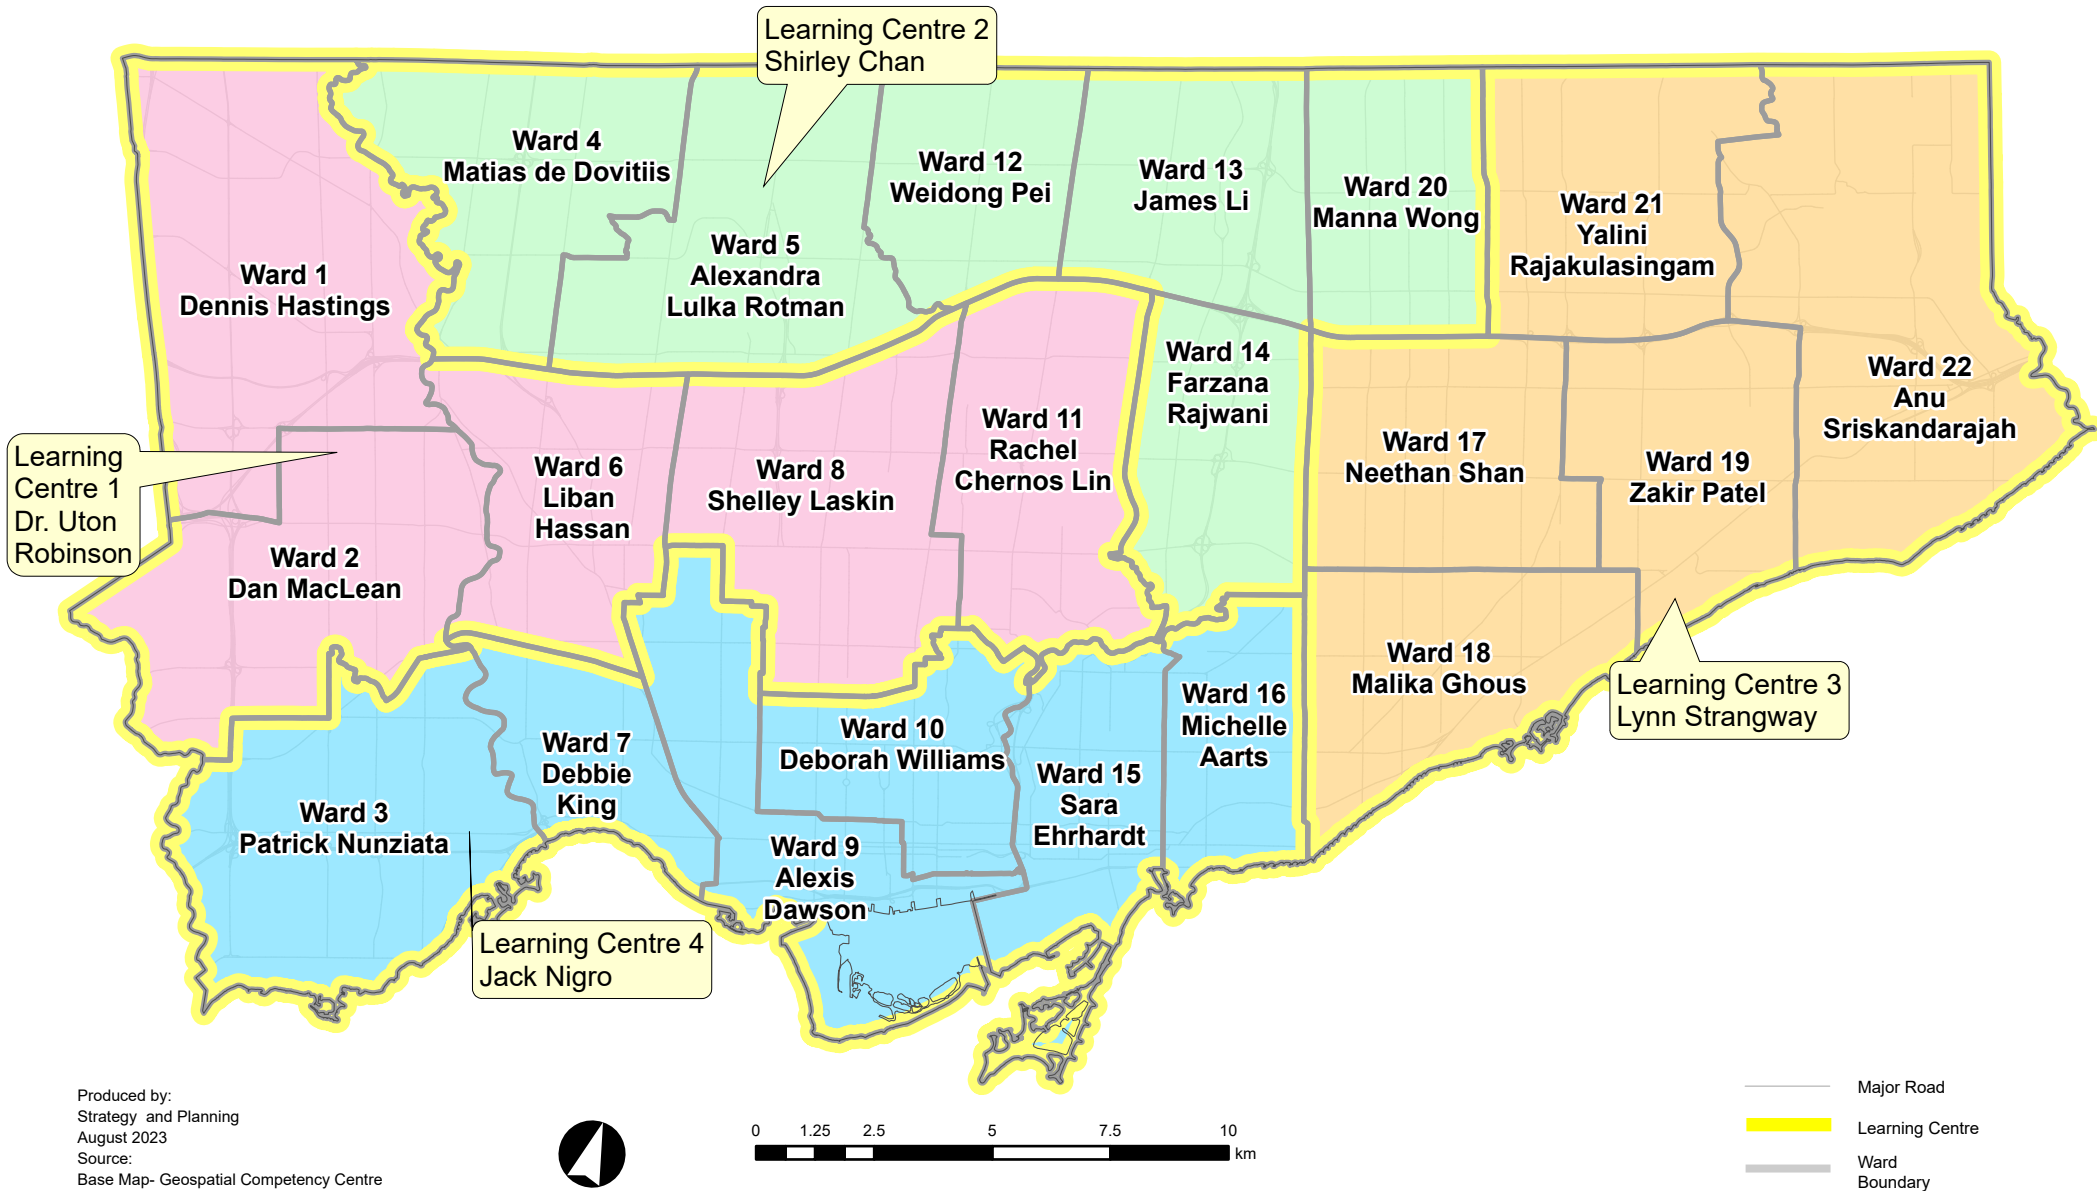 Learning Centre 2
Shirley Chan
Ward 4
Matias de Dovitiis
Ward 12
Weidong Pei
Ward 13
James Li
Ward 20
Manna Wong
Ward 21
Yalini
Rajakulasingam
Ward 5
Alexandra
Lulka Rotman
Ward 1
Dennis Hastings
Ward 14
Farzana
Rajwani
Ward 22
Anu
Sriskandarajah
Ward 11
Rachel
Chernos Lin
Ward 17
Neethan Shan
Ward 6
Liban
Hassan
Ward 8
Shelley Laskin
Ward 19
Zakir Patel
Learning
Centre 1
Dr. Uton
Robinson
Ward 2
Dan MacLean
Ward 18
Malika Ghous
Learning Centre 3
Lynn Strangway
Ward 16
Michelle
Aarts
Ward 10
Deborah Williams
Ward 7
Debbie
King
Ward 15
Sara
Ehrhardt
Ward 3
Patrick Nunziata
Ward 9
Alexis
Dawson
Learning Centre 4
Jack Nigro
Produced by:
Strategy and Planning
August 2023
Source:
Base Map- Geospatial Competency Centre
0 1.25 2.5 5 7.5 10
km
Major Road
Learning Centre
Ward
Boundary